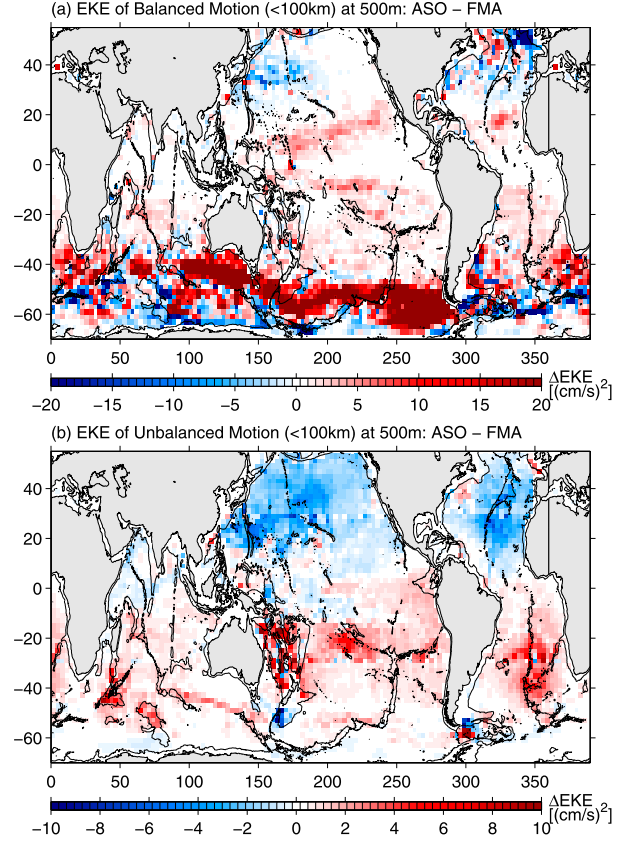 (a) EKE of Balanced Motion (<100km) at 500m: ASO − FMA
40
20
0
−20
−40
−60
0 50 100 150 200 250 300 350
−20 −15 −10 −5 0 5 10 15 20
ΔEKE
[(cm/s)²]
(b) EKE of Unbalanced Motion (<100km) at 500m: ASO − FMA
40
20
0
−20
−40
−60
0 50 100 150 200 250 300 350
−10 −8 −6 −4 −2 0 2 4 6 8 10
ΔEKE
[(cm/s)²]